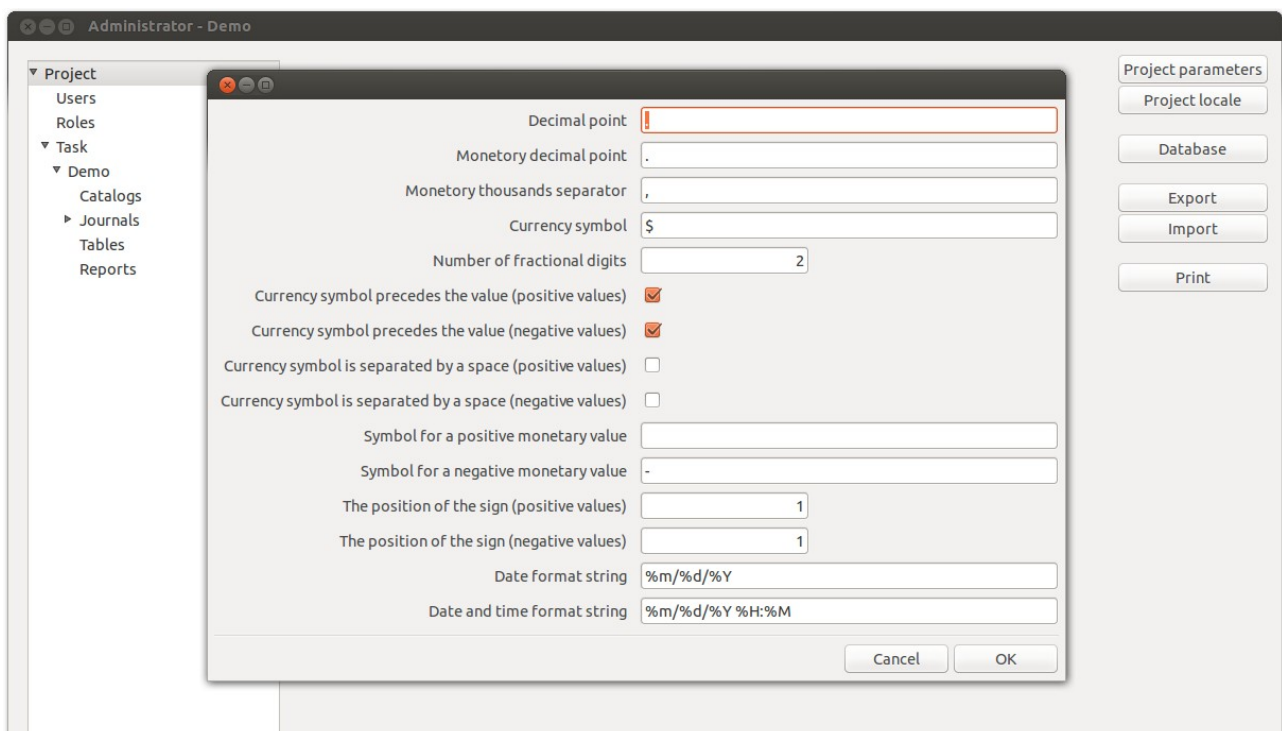 Administrator - Demo
Project
Users
Roles
Task
Demo
Catalogs
Journals
Tables
Reports
Decimal point .
Monetory decimal point .
Monetory thousands separator ,
Currency symbol $
Number of fractional digits 2
Currency symbol precedes the value (positive values)
Currency symbol precedes the value (negative values)
Currency symbol is separated by a space (positive values)
Currency symbol is separated by a space (negative values)
Symbol for a positive monetary value
Symbol for a negative monetary value -
The position of the sign (positive values) 1
The position of the sign (negative values) 1
Date format string %m/%d/%Y
Date and time format string %m/%d/%Y %H:%M
Cancel OK
Project parameters
Project locale
Database
Export
Import
Print